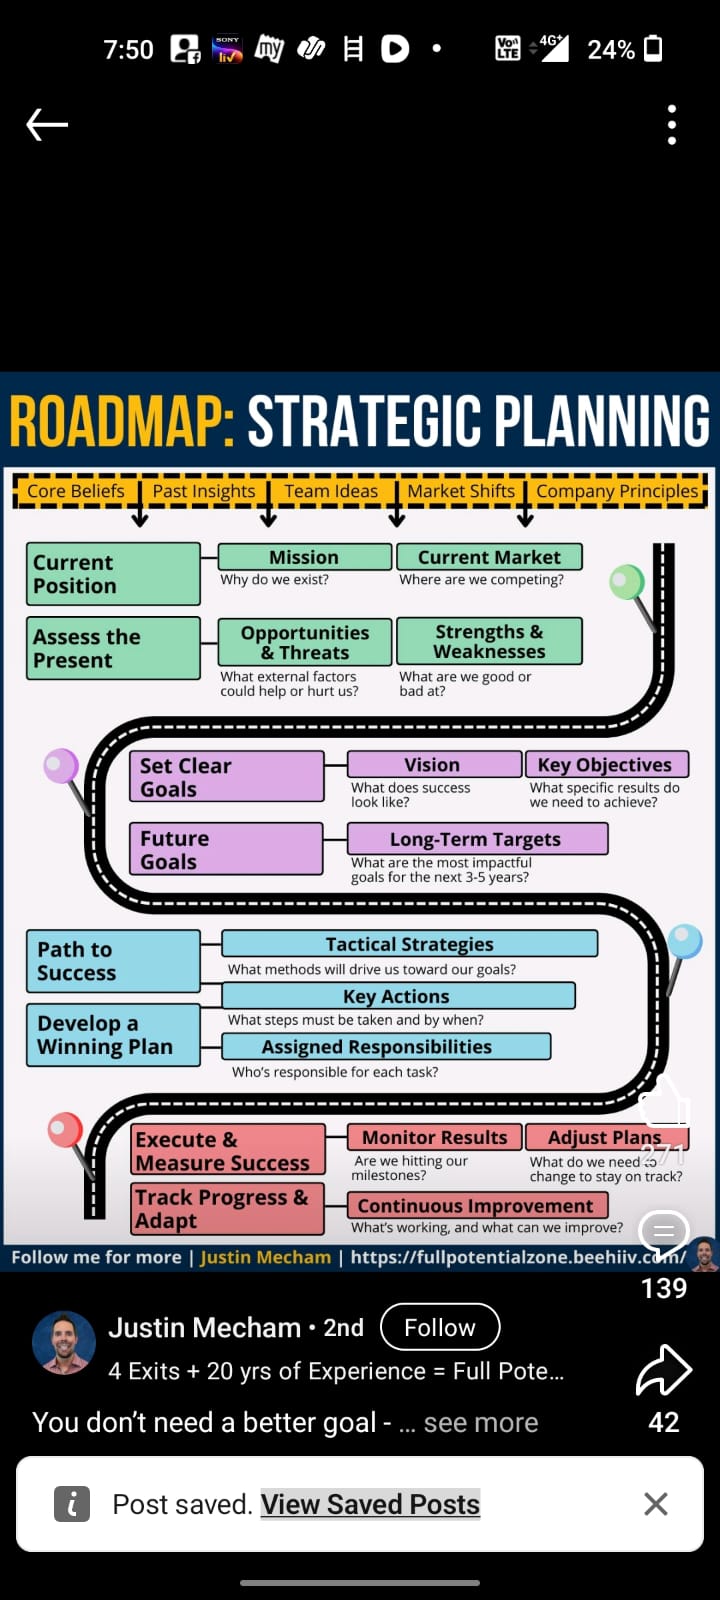 7:50
SONY
liv
my
Vo))
LTE
4G+
24%
ROADMAP: STRATEGIC PLANNING
Core Beliefs
Past Insights
Team Ideas
Market Shifts
Company Principles
Current
Position
Mission
Why do we exist?
Current Market
Where are we competing?
Assess the
Present
Opportunities
& Threats
What external factors
could help or hurt us?
Strengths &
Weaknesses
What are we good or
bad at?
Set Clear
Goals
Vision
What does success
look like?
Key Objectives
What specific results do
we need to achieve?
Future
Goals
Long-Term Targets
What are the most impactful
goals for the next 3-5 years?
Path to
Success
Tactical Strategies
What methods will drive us toward our goals?
Key Actions
What steps must be taken and by when?
Develop a
Winning Plan
Assigned Responsibilities
Who's responsible for each task?
Execute &
Measure Success
Monitor Results
Are we hitting our
milestones?
Adjust Plans
What do we need to
change to stay on track?
271
Track Progress &
Adapt
Continuous Improvement
What's working, and what can we improve?
Follow me for more | Justin Mecham | https://fullpotentialzone.beehiiv.com/
139
Justin Mecham • 2nd
Follow
4 Exits + 20 yrs of Experience = Full Pote...
You don't need a better goal - ... see more
42
Post saved. View Saved Posts